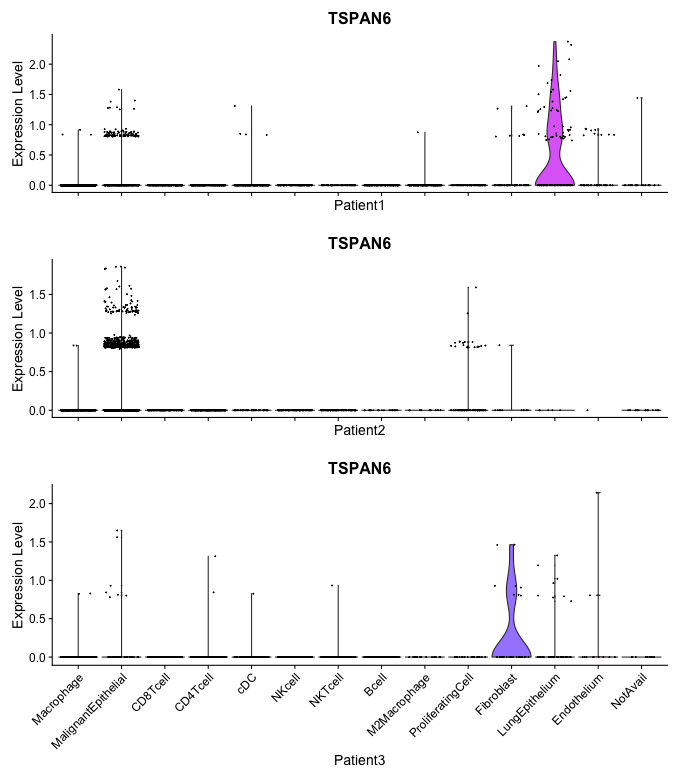 TSPAN6
Expression Level
2.0
1.5
1.0
0.5
0.0
Patient1
TSPAN6
Expression Level
1.5
1.0
0.5
0.0
Patient2
TSPAN6
Expression Level
2.0
1.5
1.0
0.5
0.0
Macrophage
MalignantEpithelial
CD8Tcell
CD4Tcell
cDC
NKcell
NKTcell
Bcell
M2Macrophage
ProliferatingCell
Fibroblast
LungEpithelium
Endothelium
NotAvail
Patient3